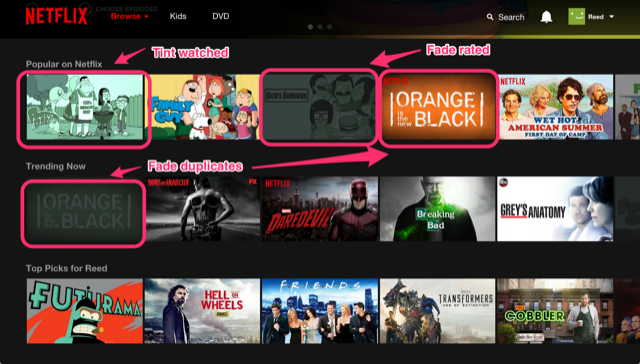 NETFLIX
CHOOSE EPISODES
Browse
Kids
DVD
Search
Reed
Tint watched
Fade rated
Popular on Netflix
FAMILY GUY
BOB'S BURGERS
NETFLIX
ORANGE
is the new
BLACK
NETFLIX
WET HOT
AMERICAN SUMMER
FIRST DAY OF CAMP
Fade duplicates
Trending Now
ORANGE
is the new
BLACK
SONS OF ANARCHY
FX
NETFLIX
MARVEL
DAREDEVIL
Breaking
Bad
abc
GREY'S ANATOMY
Top Picks for Reed
FUTURAMA
HELL ON
WHEELS
AMC
FRIENDS
TRANSFORMERS
AGE OF EXTINCTION
COBBLER